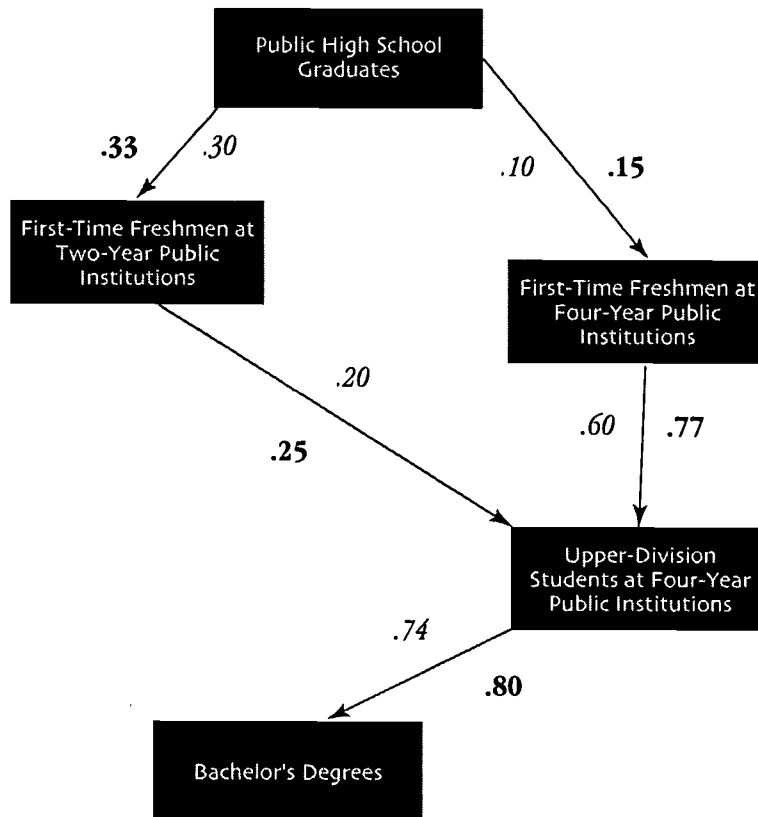 Public High School
Graduates
.33 .30
.10 .15
First-Time Freshmen at
Two-Year Public
Institutions
First-Time Freshmen at
Four-Year Public
Institutions
.20
.25
.60 .77
Upper-Division
Students at Four-Year
Public Institutions
.74
.80
Bachelor's Degrees